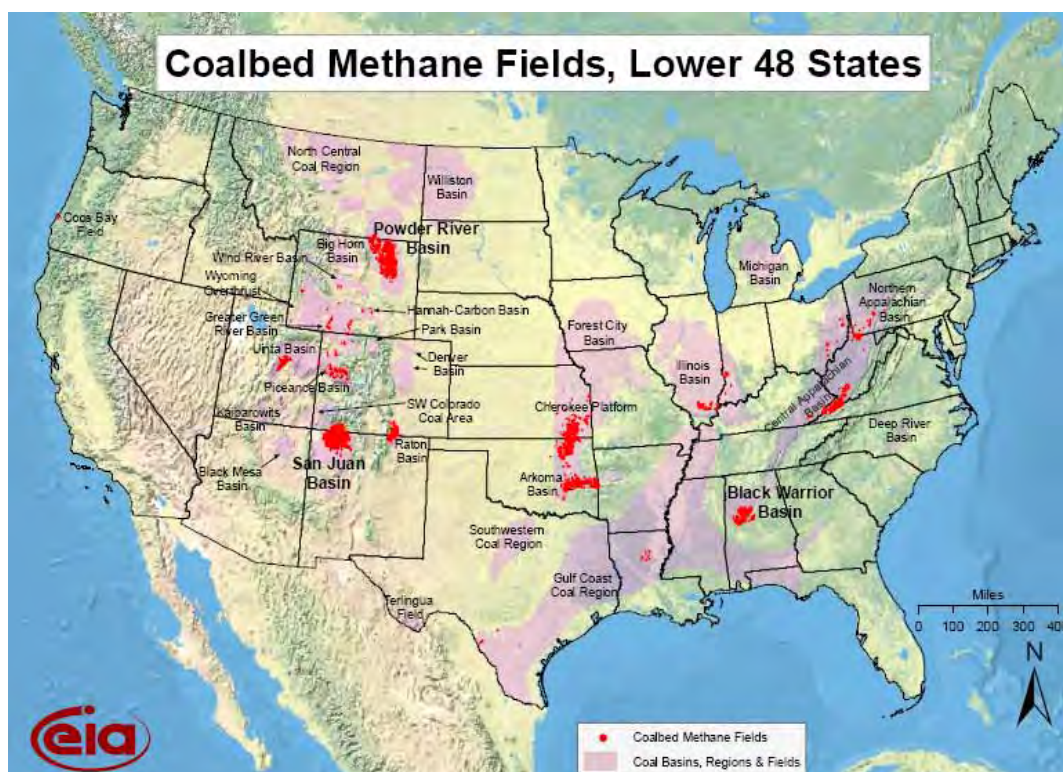 Coalbed Methane Fields, Lower 48 States
North Central
Coal Region
Williston
Basin
Coos Bay
Field
Powder River
Basin
Big Horn
Basin
Wind River Basin
Wyoming
Overthrust
Michigan
Basin
Northern
Appalachian
Basin
Hannah-Carbon Basin
Greater Green
River Basin
Park Basin
Forest City
Basin
Uinta Basin
Denver
Basin
Illinois
Basin
Piceance Basin
Central Appalachian
Basin
Kaiparowits
Basin
SW Colorado
Coal Area
Cherokee Platform
Deep River
Basin
Raton
Basin
Black Mesa
Basin
San Juan
Basin
Arkoma
Basin
Black Warrior
Basin
Southwestern
Coal Region
Gulf Coast
Coal Region
Terlingua
Field
Miles
0 100 200 300 400
N
eia
Coalbed Methane Fields
Coal Basins, Regions & Fields